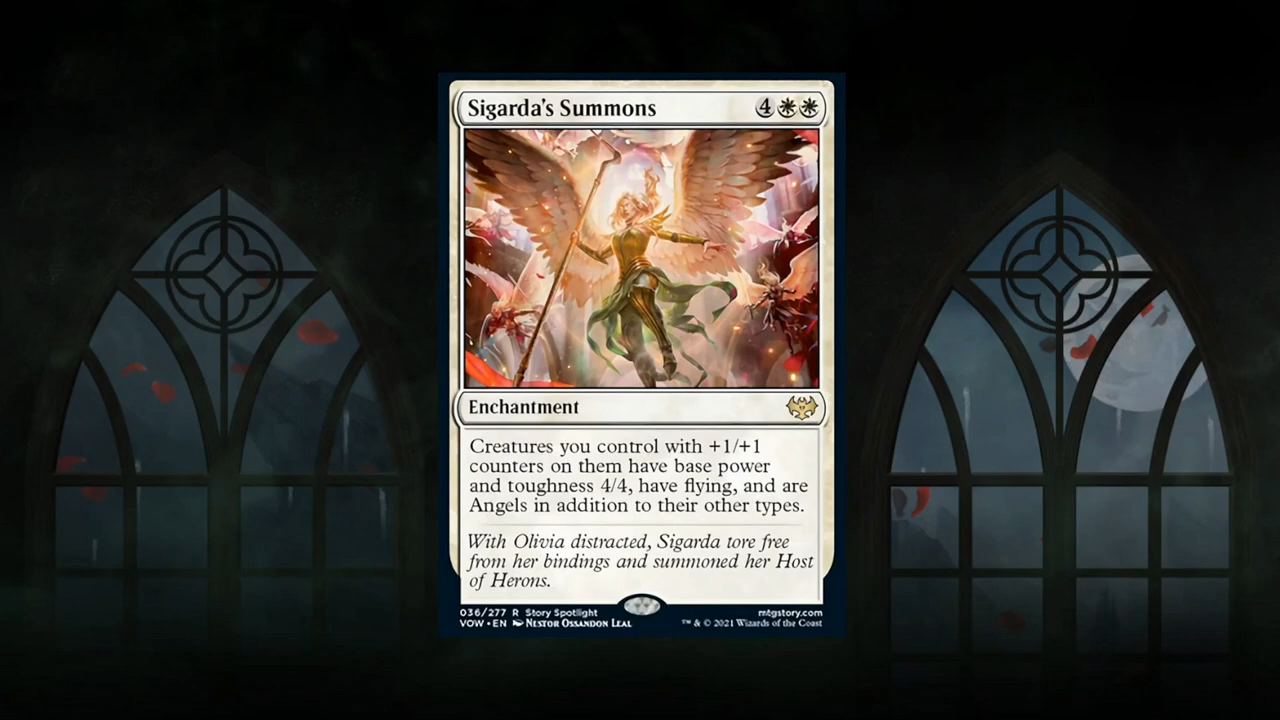 Sigarda's Summons 4
Enchantment
Creatures you control with +1/+1
counters on them have base power
and toughness 4/4, have flying, and are
Angels in addition to their other types.
With Olivia distracted, Sigarda tore free
from her bindings and summoned her Host
of Herons.
036/277 R Story Spotlight mtgstory.com
VOW • EN Nestor Ossandon Leal ™ & © 2021 Wizards of the Coast